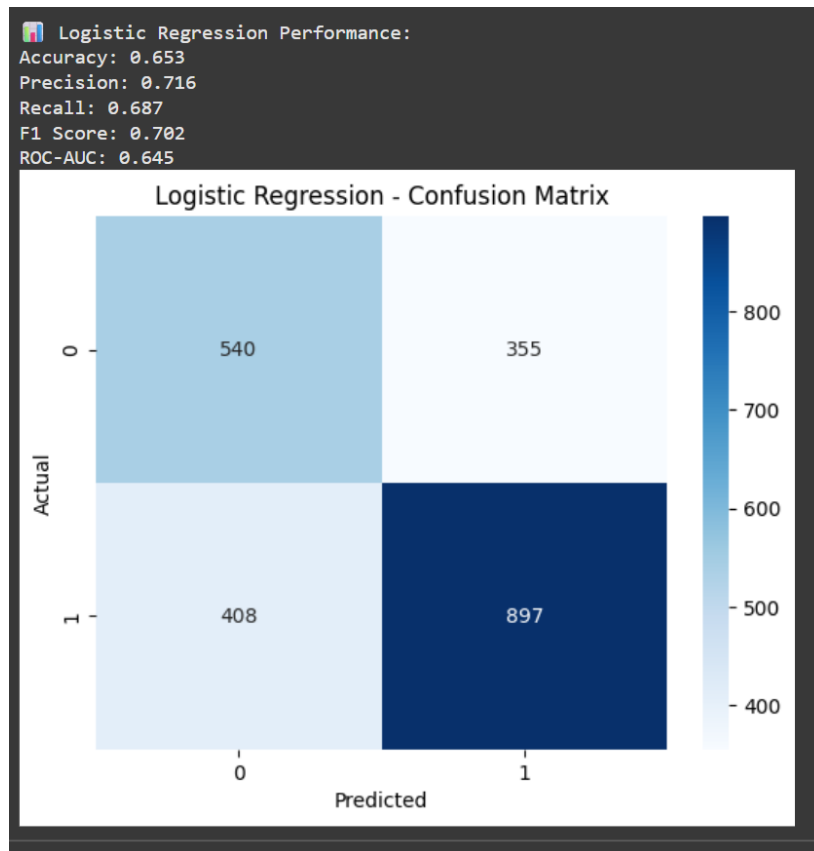 📊 Logistic Regression Performance:
Accuracy: 0.653
Precision: 0.716
Recall: 0.687
F1 Score: 0.702
ROC-AUC: 0.645
Logistic Regression - Confusion Matrix
0
540
355
1
408
897
0
1
Actual
Predicted
800
700
600
500
400